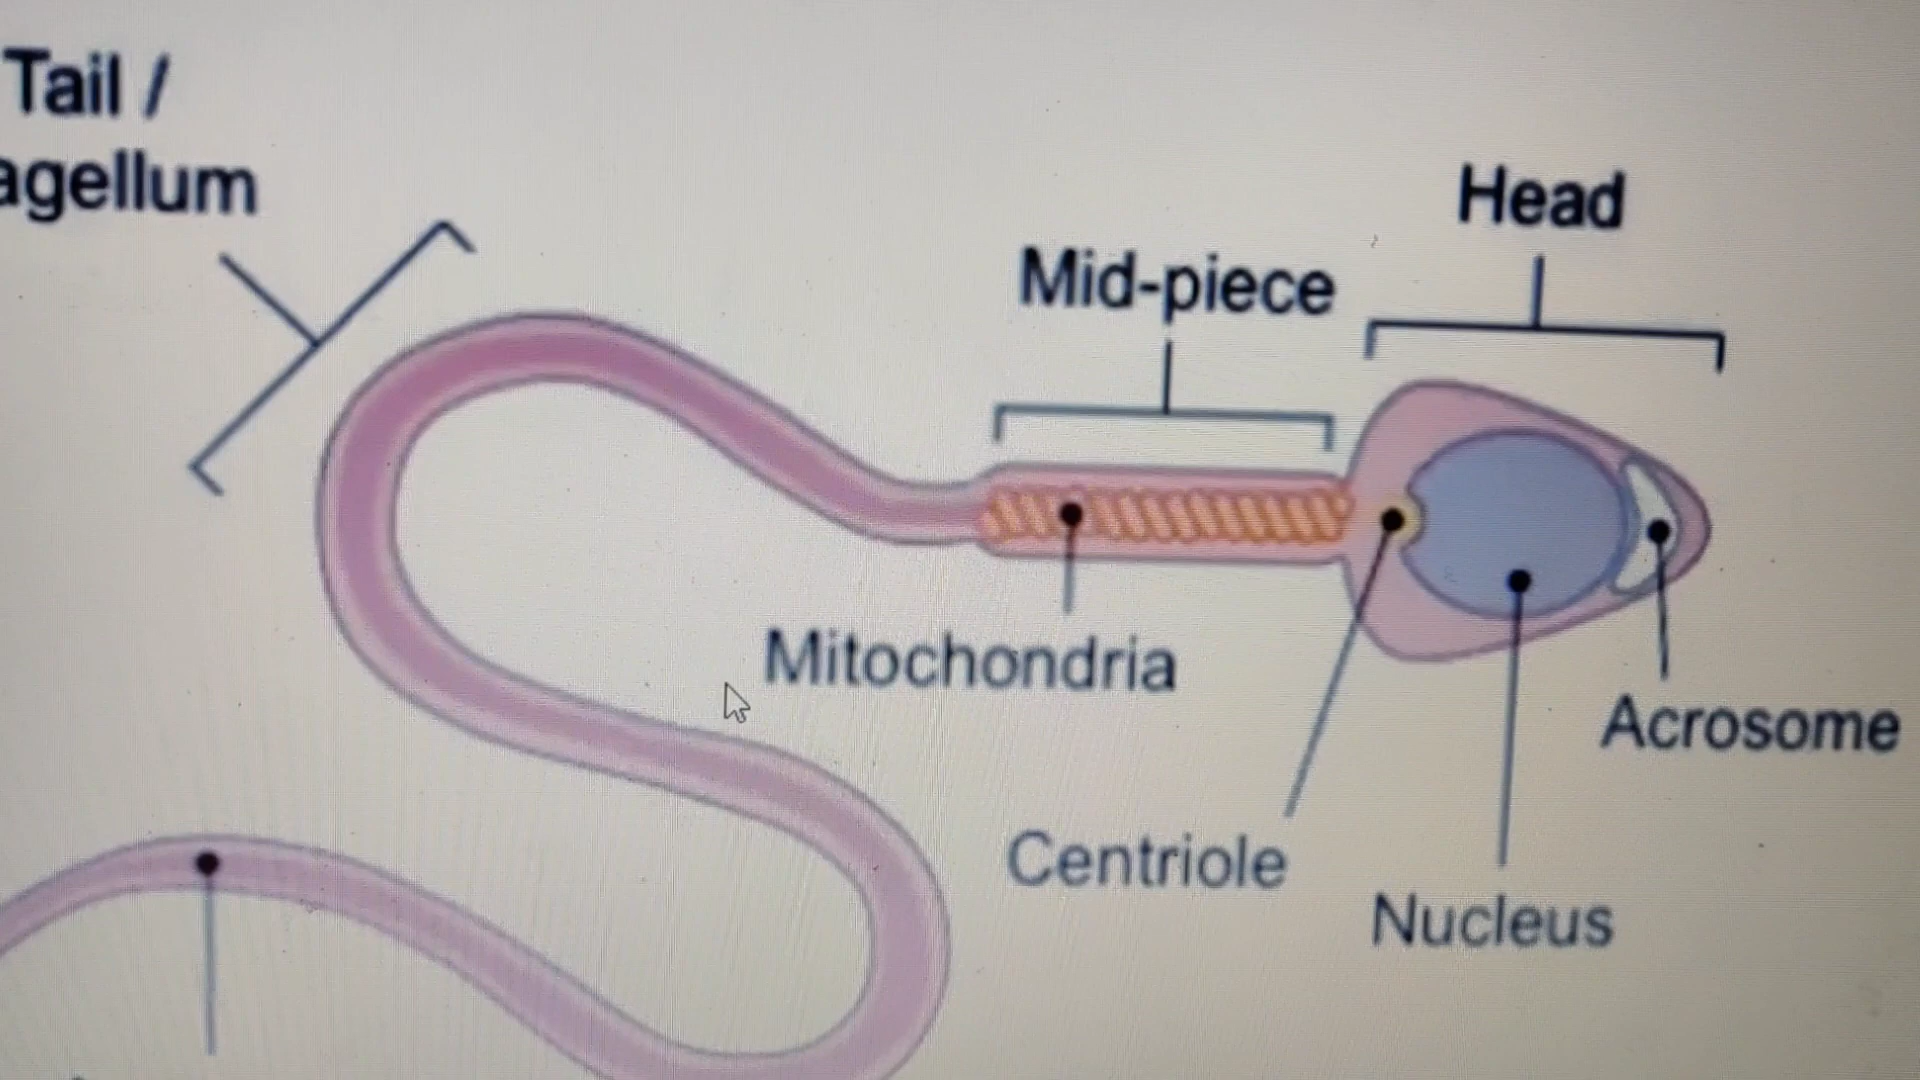 Tail /
agellum
Head
Mid-piece
Mitochondria
Acrosome
Centriole
Nucleus